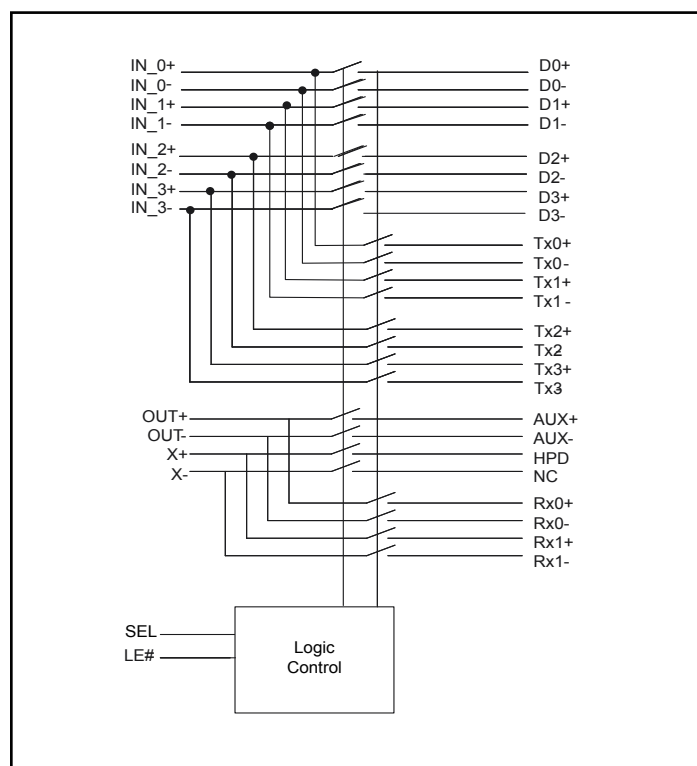 IN_0+ D0+
IN_0- D0-
IN_1+ D1+
IN_1- D1-
IN_2+ D2+
IN_2- D2-
IN_3+ D3+
IN_3- D3-
Tx0+
Tx0-
Tx1+
Tx1 -
Tx2+
Tx2
Tx3+
Tx3
OUT+ AUX+
OUT- AUX-
X+ HPD
X- NC
Rx0+
Rx0-
Rx1+
Rx1-
SEL
LE#
Logic
Control